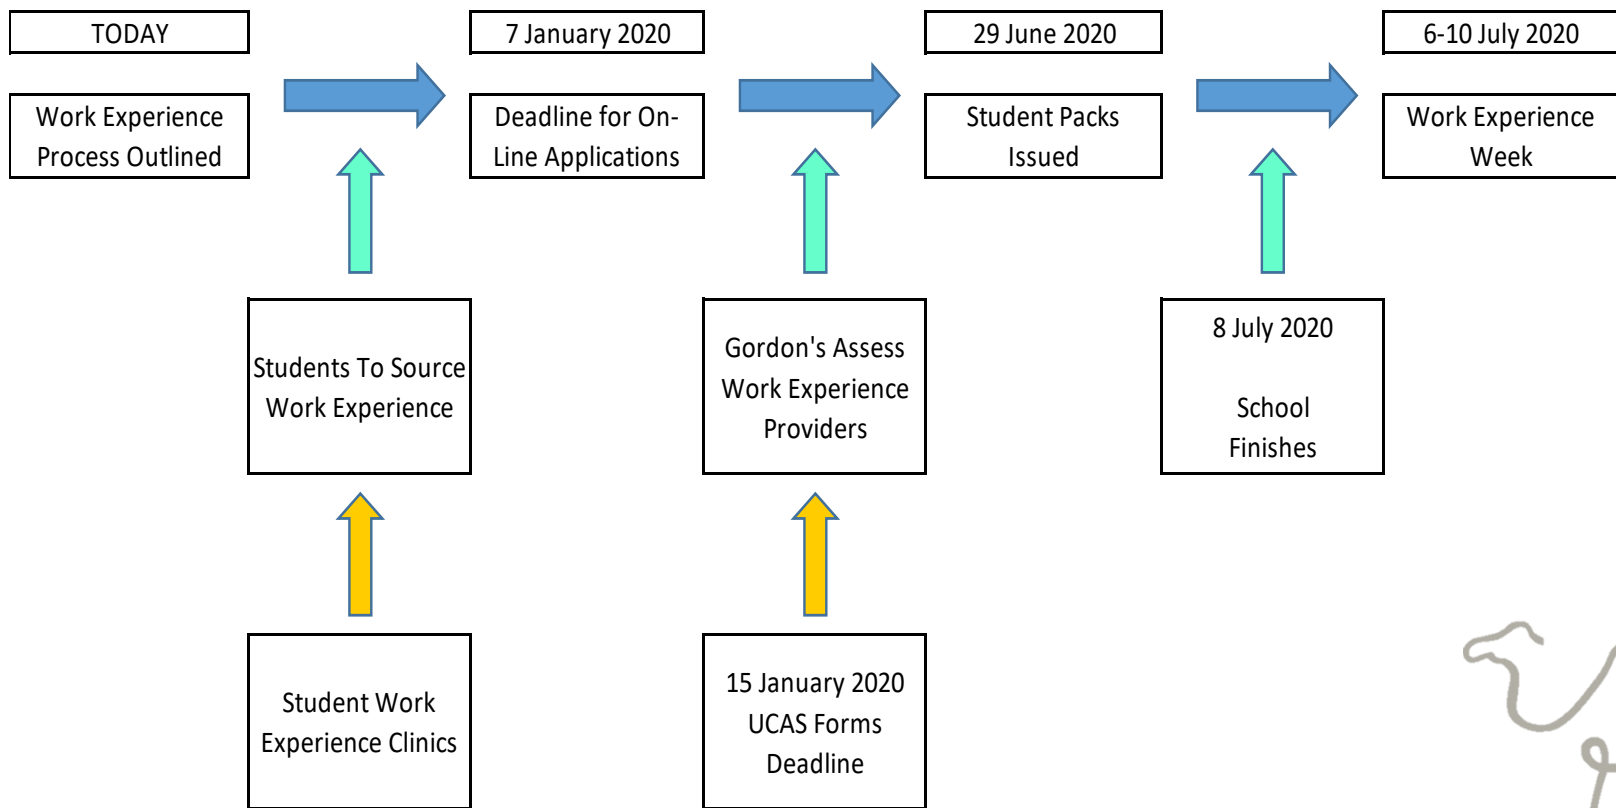 TODAY
7 January 2020
29 June 2020
6-10 July 2020
Work Experience
Process Outlined
Deadline for On-
Line Applications
Student Packs
Issued
Work Experience
Week
Students To Source
Work Experience
Gordon's Assess
Work Experience
Providers
8 July 2020
School
Finishes
Student Work
Experience Clinics
15 January 2020
UCAS Forms
Deadline